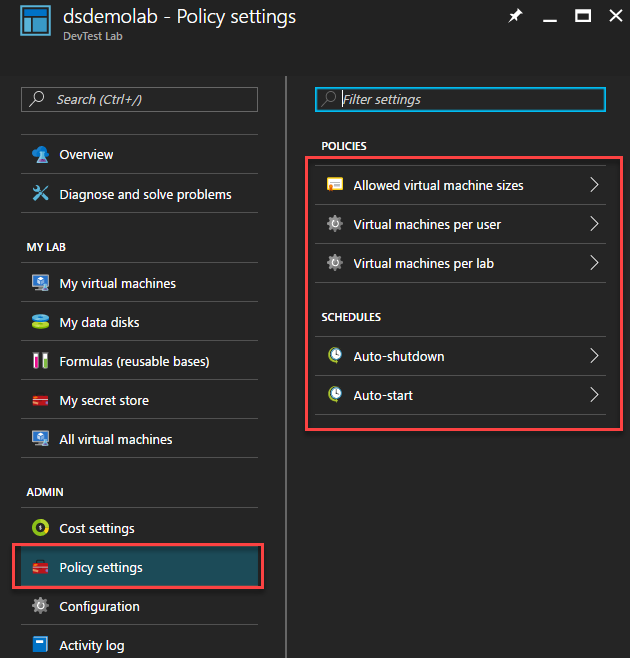 dsdemolab - Policy settings
DevTest Lab
Search (Ctrl+/)
Overview
Diagnose and solve problems
MY LAB
My virtual machines
My data disks
Formulas (reusable bases)
My secret store
All virtual machines
ADMIN
Cost settings
Policy settings
Configuration
Activity log
Filter settings
POLICIES
Allowed virtual machine sizes
Virtual machines per user
Virtual machines per lab
SCHEDULES
Auto-shutdown
Auto-start